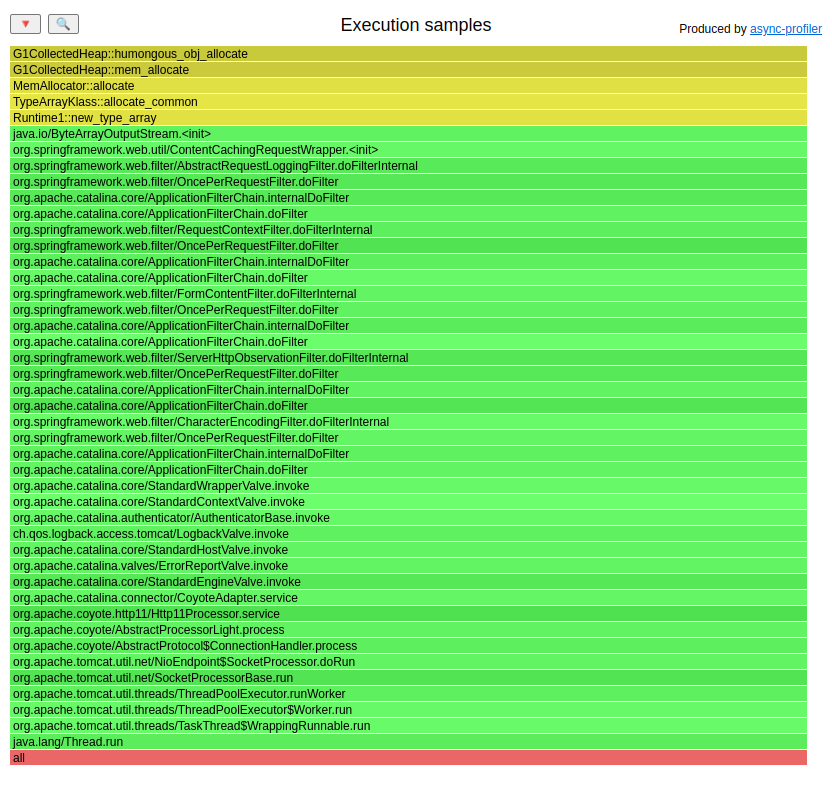 Execution samples
Produced by async-profiler
G1CollectedHeap::humongous_obj_allocate
G1CollectedHeap::mem_allocate
MemAllocator::allocate
TypeArrayKlass::allocate_common
Runtime1::new_type_array
java.io/ByteArrayOutputStream.<init>
org.springframework.web.util/ContentCachingRequestWrapper.<init>
org.springframework.web.filter/AbstractRequestLoggingFilter.doFilterInternal
org.springframework.web.filter/OncePerRequestFilter.doFilter
org.apache.catalina.core/ApplicationFilterChain.internalDoFilter
org.apache.catalina.core/ApplicationFilterChain.doFilter
org.springframework.web.filter/RequestContextFilter.doFilterInternal
org.springframework.web.filter/OncePerRequestFilter.doFilter
org.apache.catalina.core/ApplicationFilterChain.internalDoFilter
org.apache.catalina.core/ApplicationFilterChain.doFilter
org.springframework.web.filter/FormContentFilter.doFilterInternal
org.springframework.web.filter/OncePerRequestFilter.doFilter
org.apache.catalina.core/ApplicationFilterChain.internalDoFilter
org.apache.catalina.core/ApplicationFilterChain.doFilter
org.springframework.web.filter/ServerHttpObservationFilter.doFilterInternal
org.springframework.web.filter/OncePerRequestFilter.doFilter
org.apache.catalina.core/ApplicationFilterChain.internalDoFilter
org.apache.catalina.core/ApplicationFilterChain.doFilter
org.springframework.web.filter/CharacterEncodingFilter.doFilterInternal
org.springframework.web.filter/OncePerRequestFilter.doFilter
org.apache.catalina.core/ApplicationFilterChain.internalDoFilter
org.apache.catalina.core/ApplicationFilterChain.doFilter
org.apache.catalina.core/StandardWrapperValve.invoke
org.apache.catalina.core/StandardContextValve.invoke
org.apache.catalina.authenticator/AuthenticatorBase.invoke
ch.qos.logback.access.tomcat/LogbackValve.invoke
org.apache.catalina.core/StandardHostValve.invoke
org.apache.catalina.valves/ErrorReportValve.invoke
org.apache.catalina.core/StandardEngineValve.invoke
org.apache.catalina.connector/CoyoteAdapter.service
org.apache.coyote.http11/Http11Processor.service
org.apache.coyote/AbstractProcessorLight.process
org.apache.coyote/AbstractProtocol$ConnectionHandler.process
org.apache.tomcat.util.net/NioEndpoint$SocketProcessor.doRun
org.apache.tomcat.util.net/SocketProcessorBase.run
org.apache.tomcat.util.threads/ThreadPoolExecutor.runWorker
org.apache.tomcat.util.threads/ThreadPoolExecutor$Worker.run
org.apache.tomcat.util.threads/TaskThread$WrappingRunnable.run
java.lang/Thread.run
all